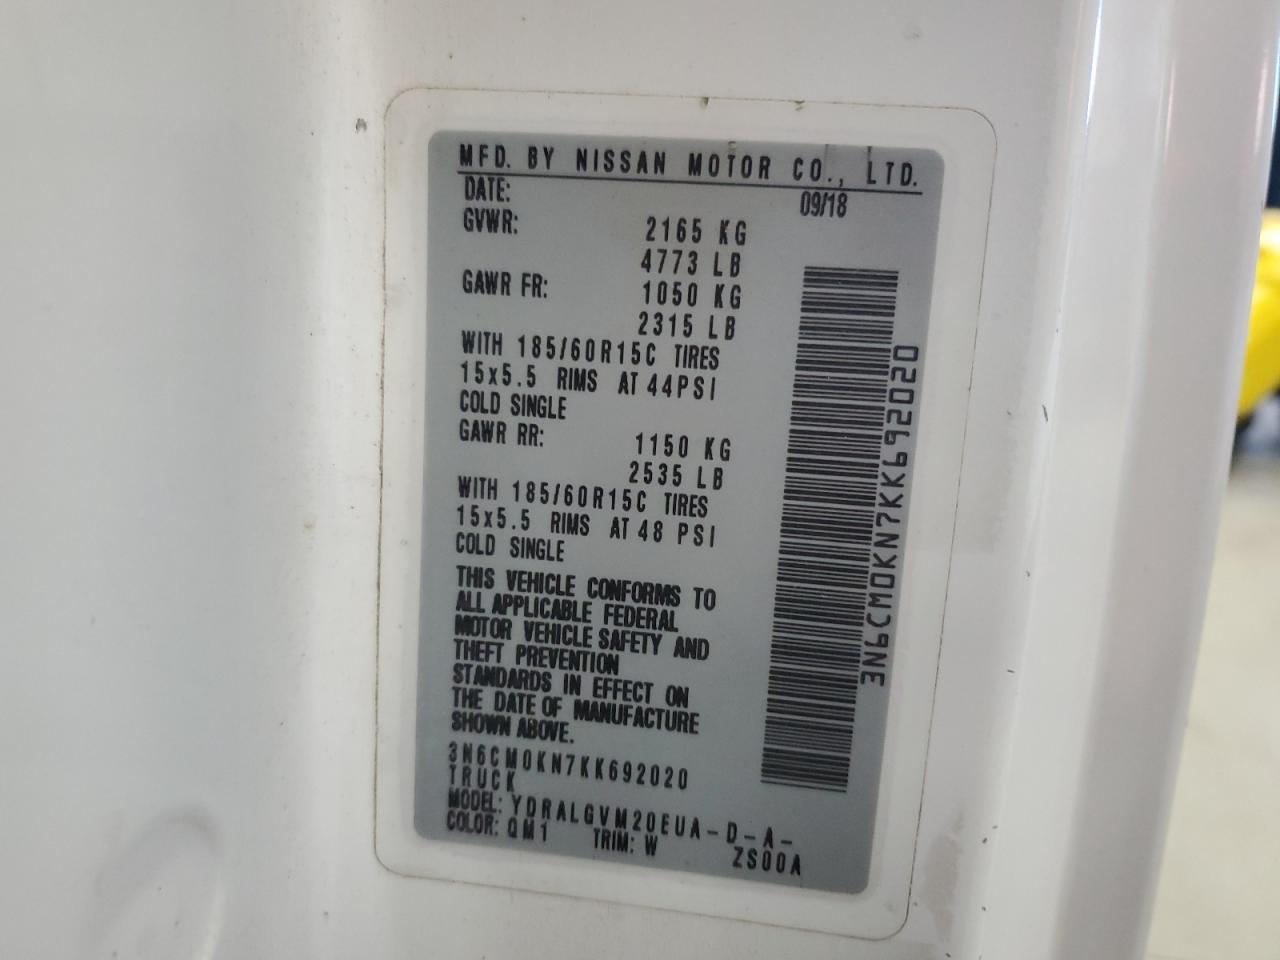 MFD. BY NISSAN MOTOR CO., LTD.
DATE: 09/18
GVWR: 2165 KG
4773 LB
GAWR FR: 1050 KG
2315 LB
WITH 185/60R15C TIRES
15x5.5 RIMS AT 44PSI
COLD SINGLE
GAWR RR: 1150 KG
2535 LB
WITH 185/60R15C TIRES
15x5.5 RIMS AT 48 PSI
COLD SINGLE
THIS VEHICLE CONFORMS TO
ALL APPLICABLE FEDERAL
MOTOR VEHICLE SAFETY AND
THEFT PREVENTION
STANDARDS IN EFFECT ON
THE DATE OF MANUFACTURE
SHOWN ABOVE.
3N6CM0KN7KK692020
TRUCK
MODEL: YDRALGVM20EUA-D-A-
COLOR: QM1 TRIM: W ZS00A
3N6CM0KN7KK692020